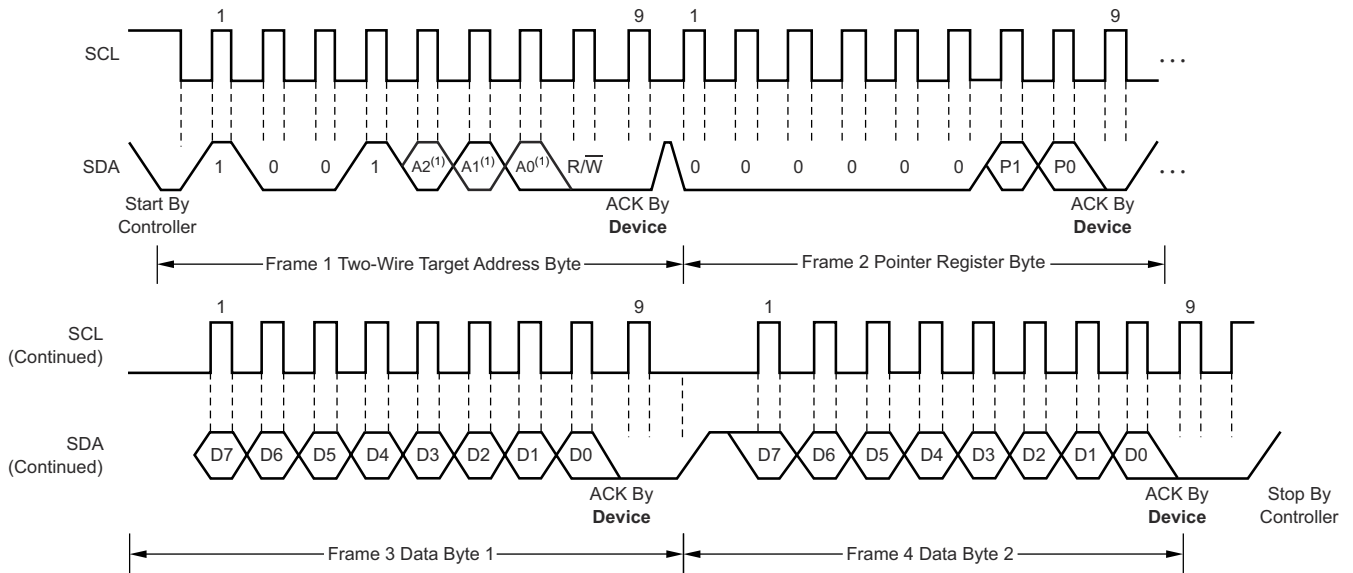 1 9 1 9
SCL ...
SDA 1 0 0 1 A2(1) A1(1) A0(1) R/W̅ 0 0 0 0 0 0 P1 P0 ...
Start By
Controller
ACK By
Device
ACK By
Device
Frame 1 Two-Wire Target Address Byte
Frame 2 Pointer Register Byte
1 9 1 9
SCL
(Continued)
SDA
(Continued)
D7 D6 D5 D4 D3 D2 D1 D0 D7 D6 D5 D4 D3 D2 D1 D0
ACK By
Device
ACK By
Device
Stop By
Controller
Frame 3 Data Byte 1
Frame 4 Data Byte 2